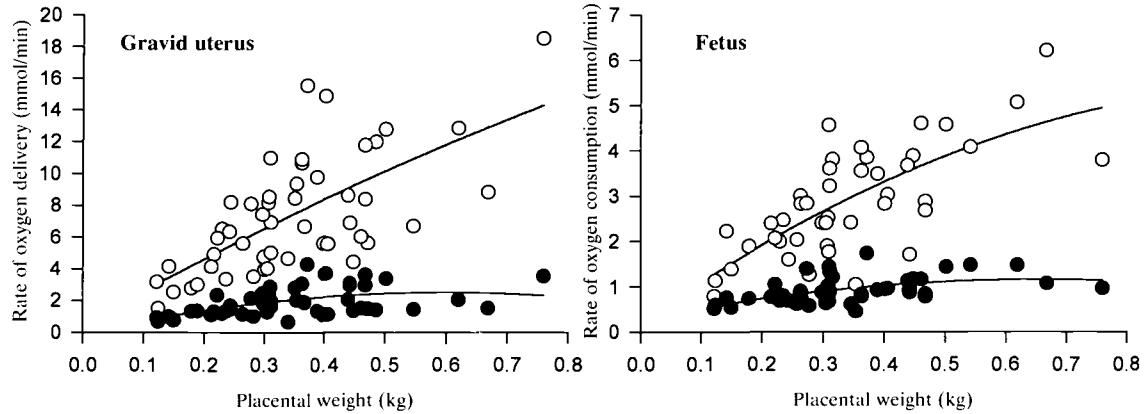 Gravid uterus
Rate of oxygen delivery (mmol/min)
20
18
16
14
12
10
8
6
4
2
0
0.0 0.1 0.2 0.3 0.4 0.5 0.6 0.7 0.8
Placental weight (kg)
Fetus
Rate of oxygen consumption (mmol/min)
7
6
5
4
3
2
1
0
0.0 0.1 0.2 0.3 0.4 0.5 0.6 0.7 0.8
Placental weight (kg)